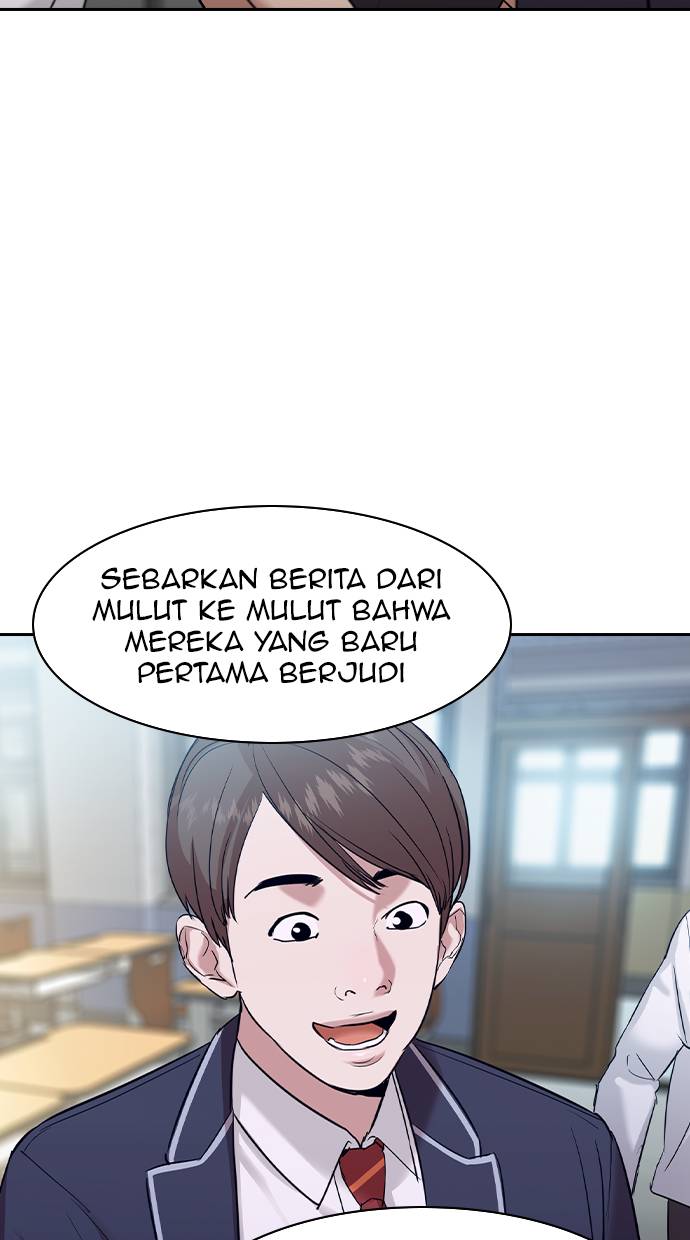 SEBARKAN BERITA DARI
MULUT KE MULUT BAHWA
MEREKA YANG BARU
PERTAMA BERJUDI